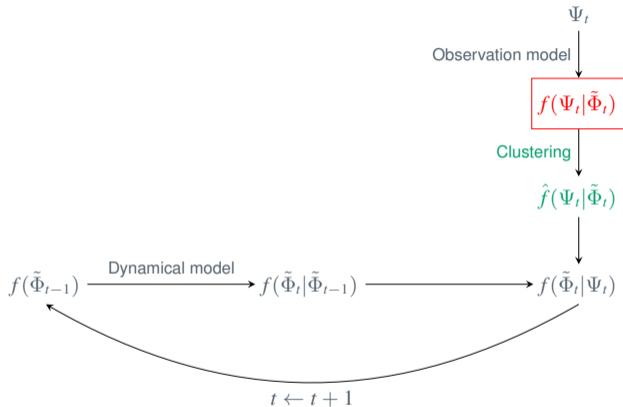 Ψ_t
Observation model
f(Ψ_t|Φ̃_t)
Clustering
f̂(Ψ_t|Φ̃_t)
f(Φ̃_{t−1})
Dynamical model
f(Φ̃_t|Φ̃_{t−1})
f(Φ̃_t|Ψ_t)
t ← t + 1